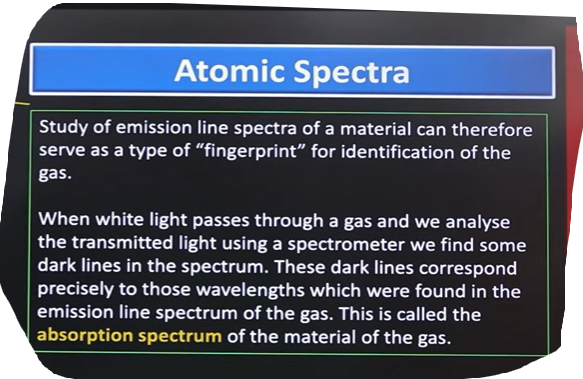 Atomic Spectra
Study of emission line spectra of a material can therefore
serve as a type of “fingerprint” for identification of the
gas.
When white light passes through a gas and we analyse
the transmitted light using a spectrometer we find some
dark lines in the spectrum. These dark lines correspond
precisely to those wavelengths which were found in the
emission line spectrum of the gas. This is called the
absorption spectrum of the material of the gas.